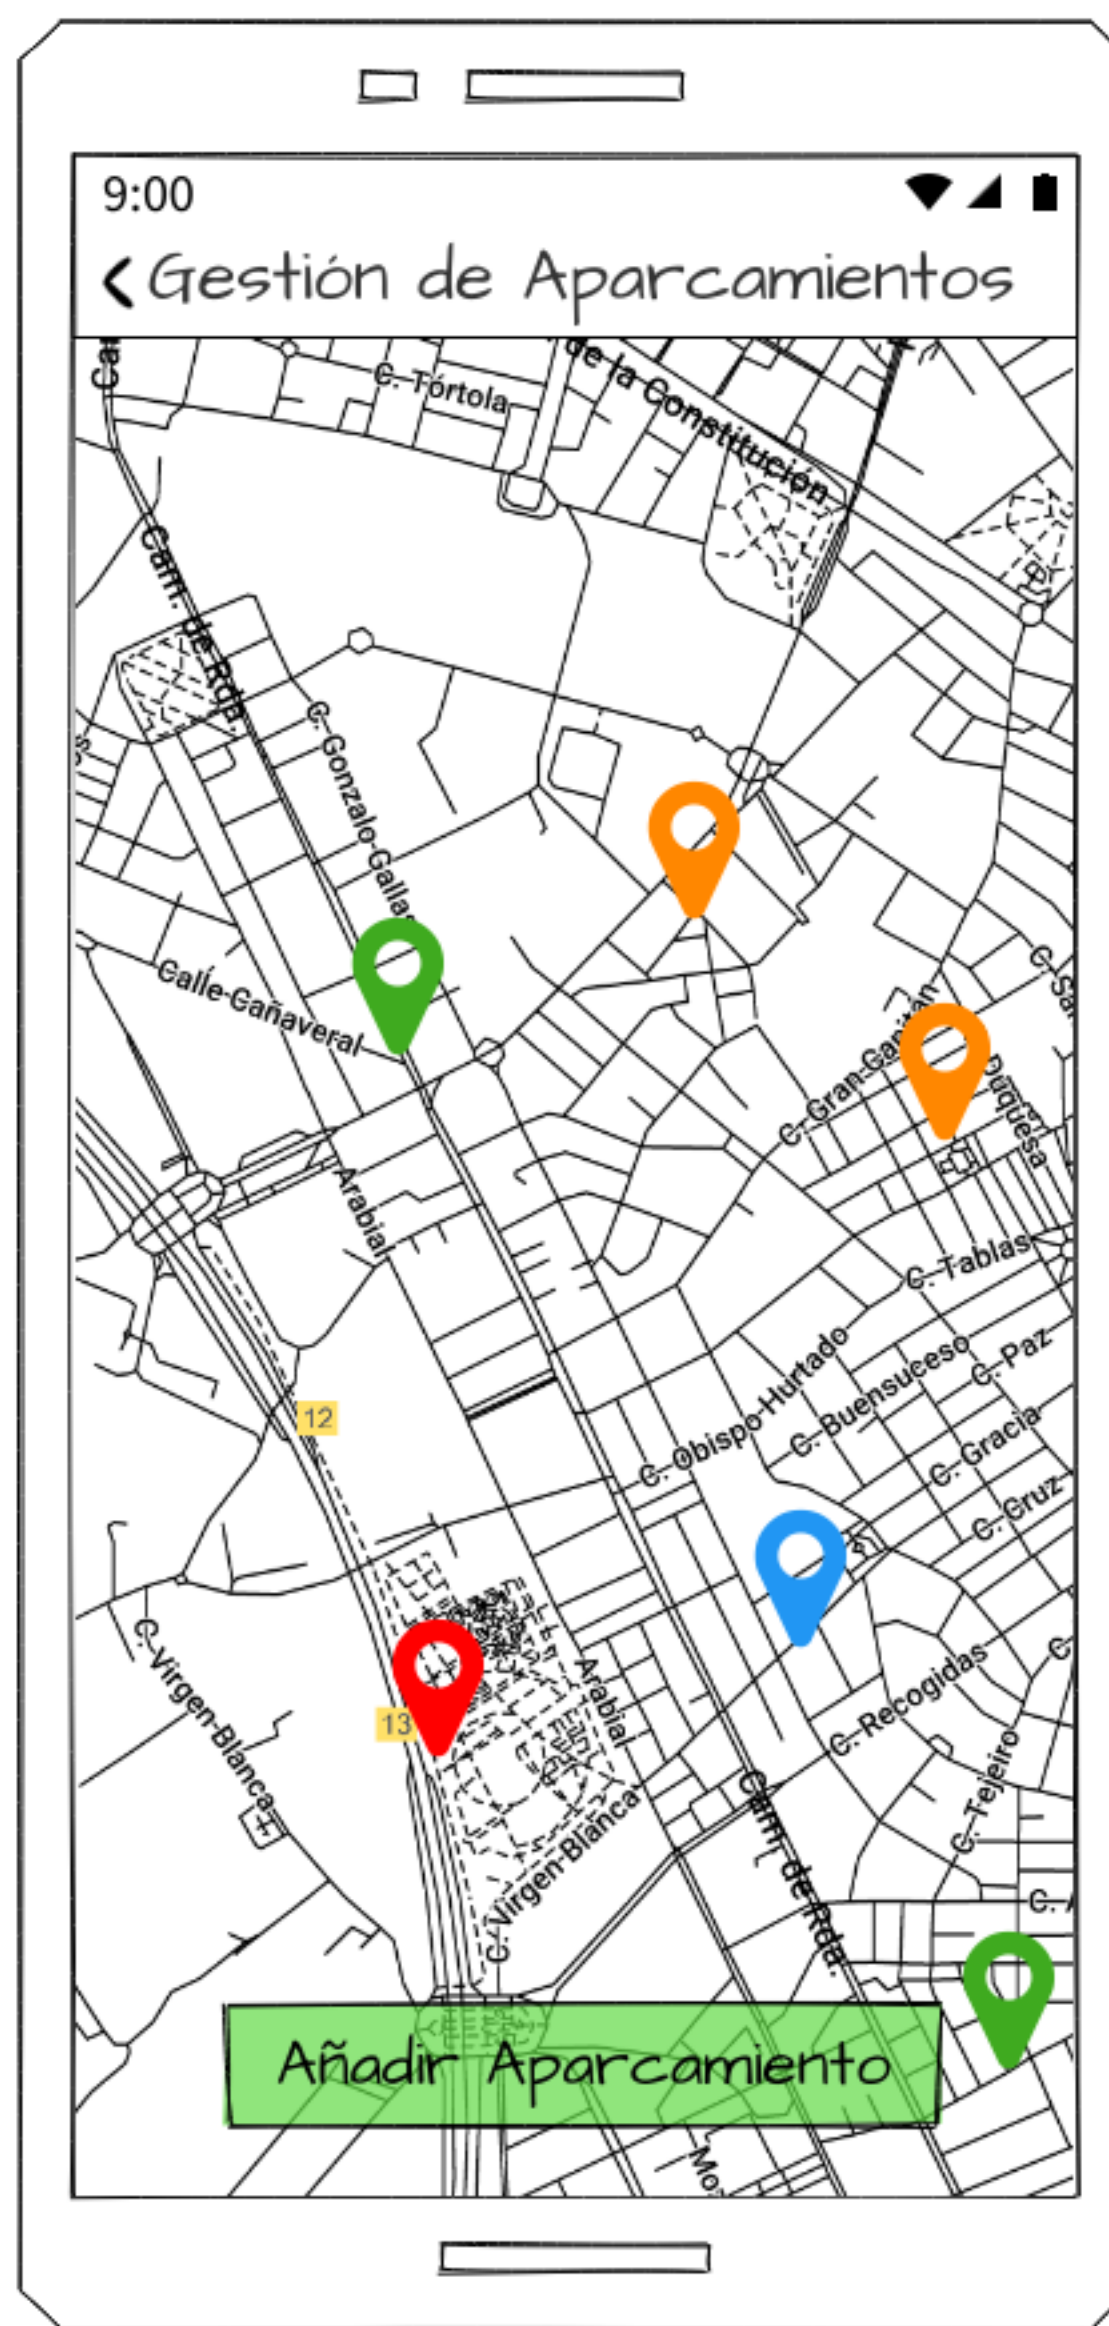 9:00
Gestión de Aparcamientos
de la Constitución
C. Tórtola
Cam. de Rda.
C. Gonzalo Gallas
Calle Cañaveral
C. Gran Capitán
Duquesa
Arabial
C. Tablas
C. Obispo Hurtado
C. Buensuceso
C. Paz
C. Gracia
C. Cruz
12
C. Virgen Blanca
13
Arabial
C. Recogidas
C. Tejeiro
C. Virgen Blanca
Cam. de Rda.
Añadir Aparcamiento